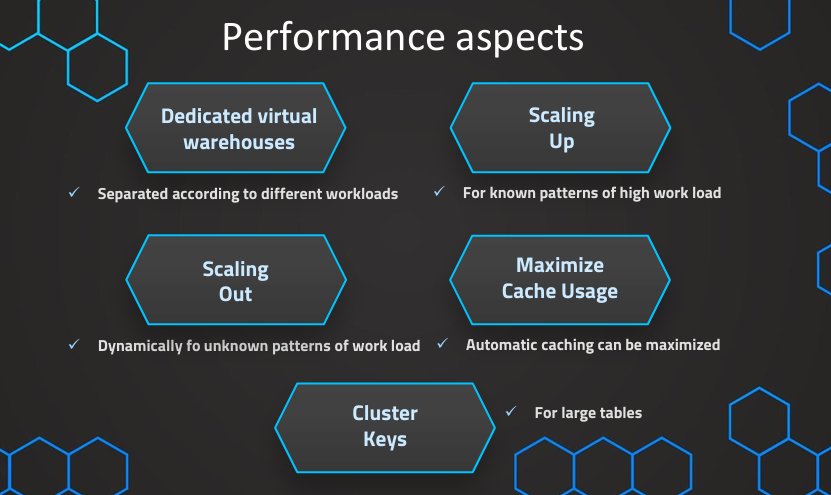 Performance aspects
Dedicated virtual
warehouses
✓ Separated according to different workloads
Scaling
Up
✓ For known patterns of high work load
Scaling
Out
✓ Dynamically fo unknown patterns of work load
Maximize
Cache Usage
✓ Automatic caching can be maximized
Cluster
Keys
✓ For large tables